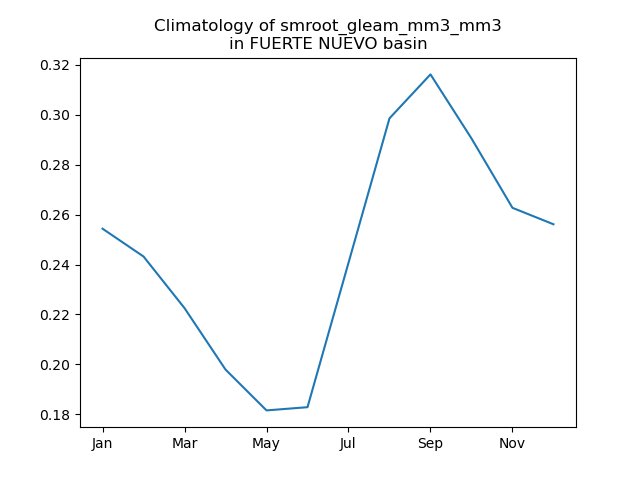 Climatology of smroot_gleam_mm3_mm3
in FUERTE NUEVO basin
0.32
0.30
0.28
0.26
0.24
0.22
0.20
0.18
Jan Mar May Jul Sep Nov